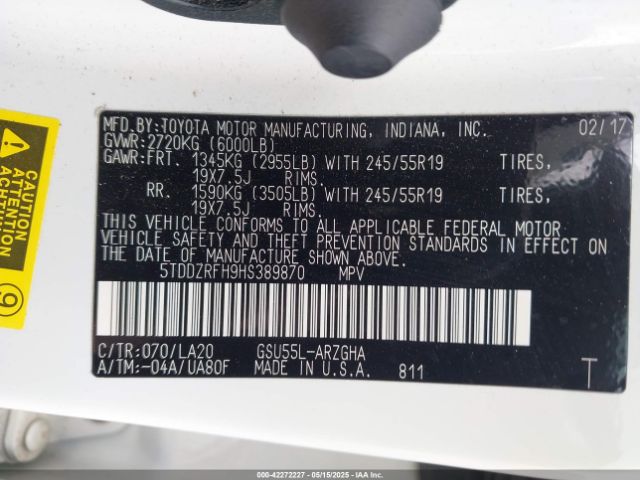 MFD.BY:TOYOTA MOTOR MANUFACTURING, INDIANA, INC. 02/17
GVWR:2720KG (6000LB)
GAWR:FRT. 1345KG (2955LB) WITH 245/55R19 TIRES,
19X7.5J RIMS.
RR. 1590KG (3505LB) WITH 245/55R19 TIRES,
19X7.5J RIMS.
THIS VEHICLE CONFORMS TO ALL APPLICABLE FEDERAL MOTOR
VEHICLE SAFETY AND THEFT PREVENTION STANDARDS IN EFFECT ON
THE DATE OF MANUFACTURE SHOWN ABOVE.
5TDDZRFH9HS389870 MPV
C/TR:070/LA20 GSU55L-ARZGHA
A/TM:-04A/UA80F MADE IN U.S.A. 811 T
CAUTION
ATTENTION
ACHTUNG
9
000-42272227 - 05/15/2025 - IAAI.COM